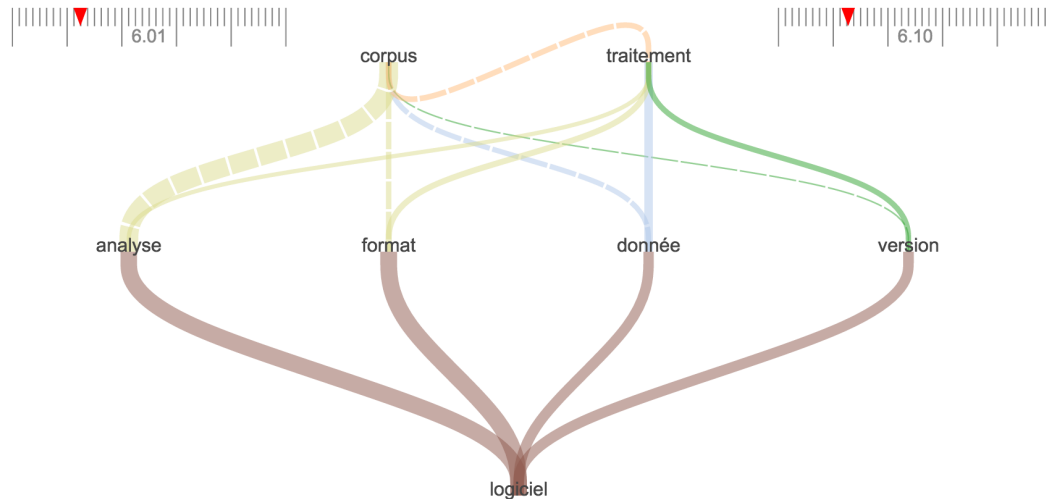 6.01 6.10
corpus traitement
analyse format donnée version
logiciel